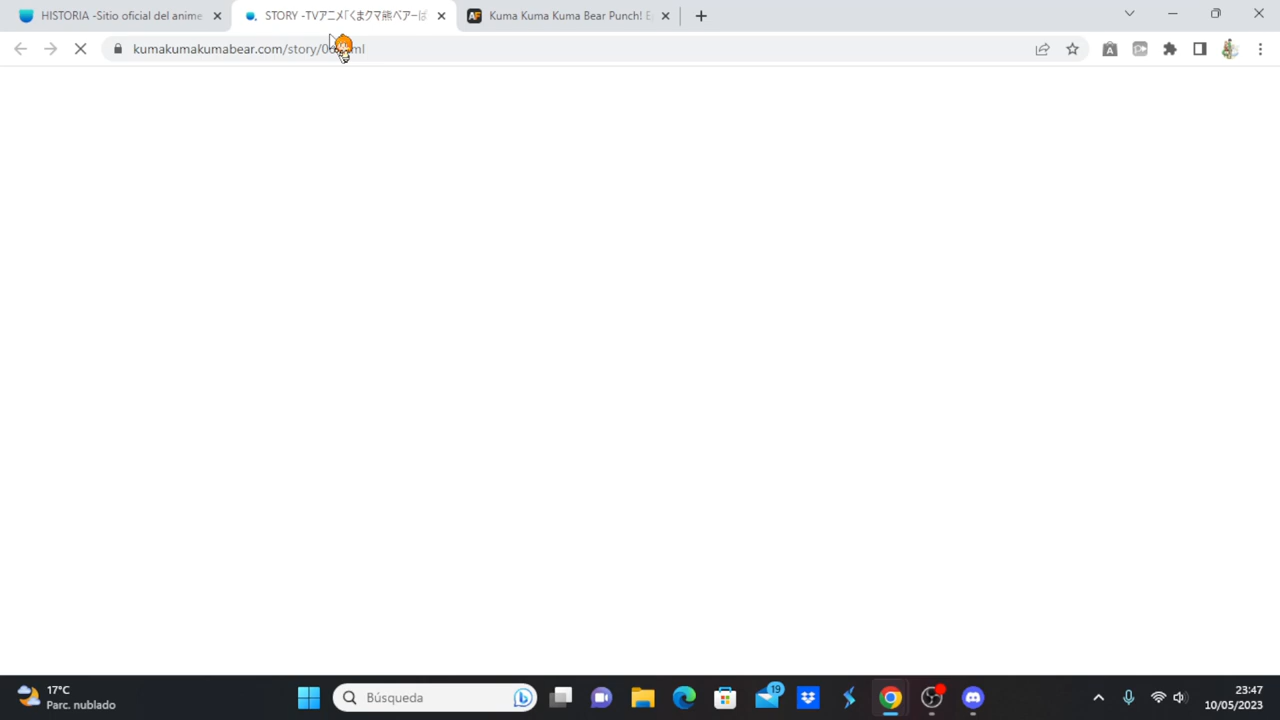 HISTORIA -Sitio oficial del anime
STORY -TVアニメ「くまクマ熊ベアーぱ
Kuma Kuma Kuma Bear Punch! E
kumakumakumabear.com/story/
19
17°C
Parc. nublado
Búsqueda
23:47
10/05/2023